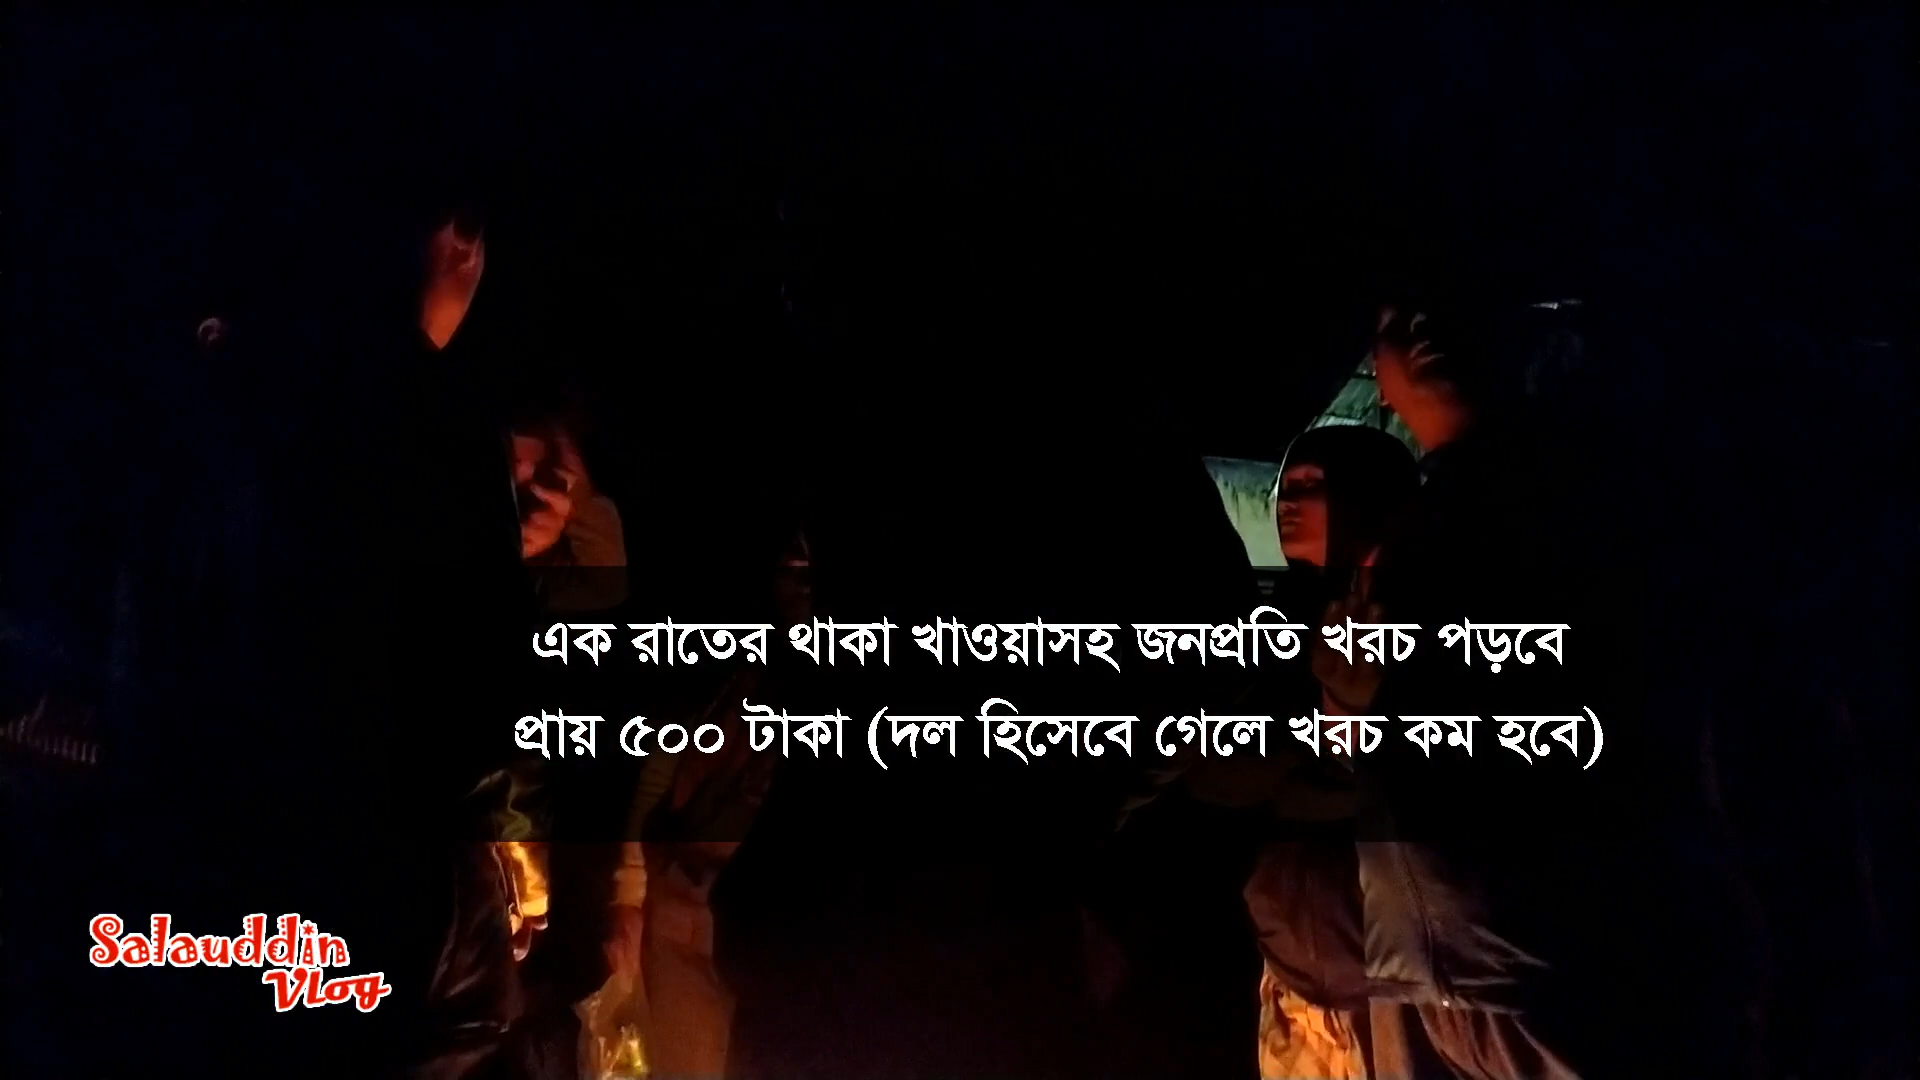 এক রাতের থাকা খাওয়াসহ জনপ্রতি খরচ পড়বে
প্রায় ৫০০ টাকা (দল হিসেবে গেলে খরচ কম হবে)
Salauddin
Vlog